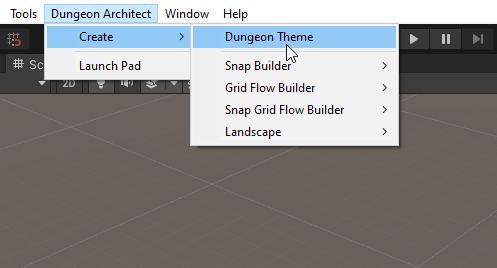 Tools Dungeon Architect Window Help
Create
Launch Pad
Dungeon Theme
Snap Builder
Grid Flow Builder
Snap Grid Flow Builder
Landscape
2D